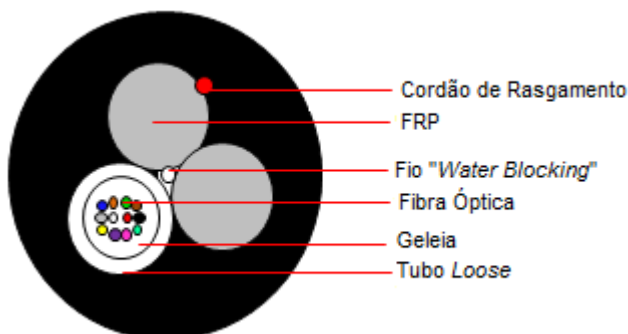 Cordão de Rasgamento
FRP
Fio "Water Blocking"
Fibra Óptica
Geleia
Tubo Loose